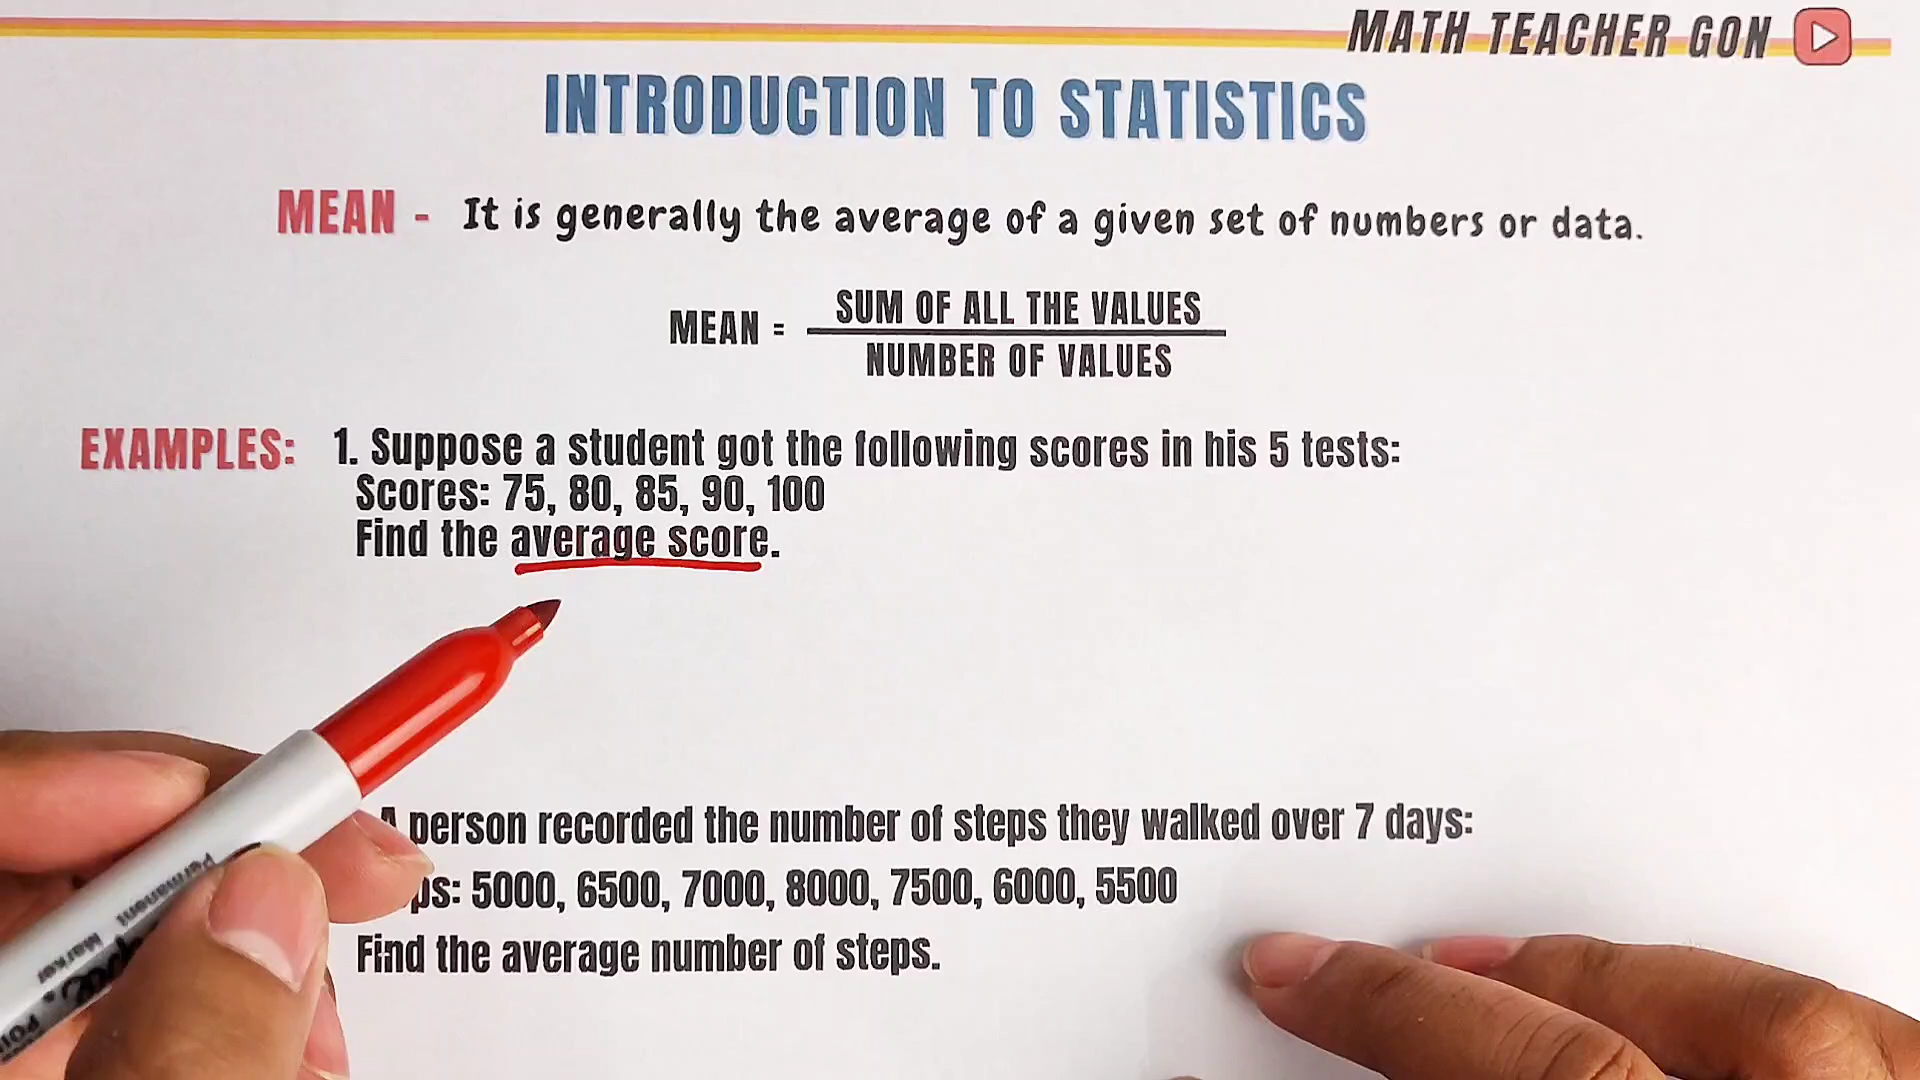 MATH TEACHER GON
INTRODUCTION TO STATISTICS
MEAN - It is generally the average of a given set of numbers or data.
MEAN = SUM OF ALL THE VALUES
NUMBER OF VALUES
EXAMPLES: 1. Suppose a student got the following scores in his 5 tests:
Scores: 75, 80, 85, 90, 100
Find the average score.
A person recorded the number of steps they walked over 7 days:
ps: 5000, 6500, 7000, 8000, 7500, 6000, 5500
Find the average number of steps.
Permanent
Marker